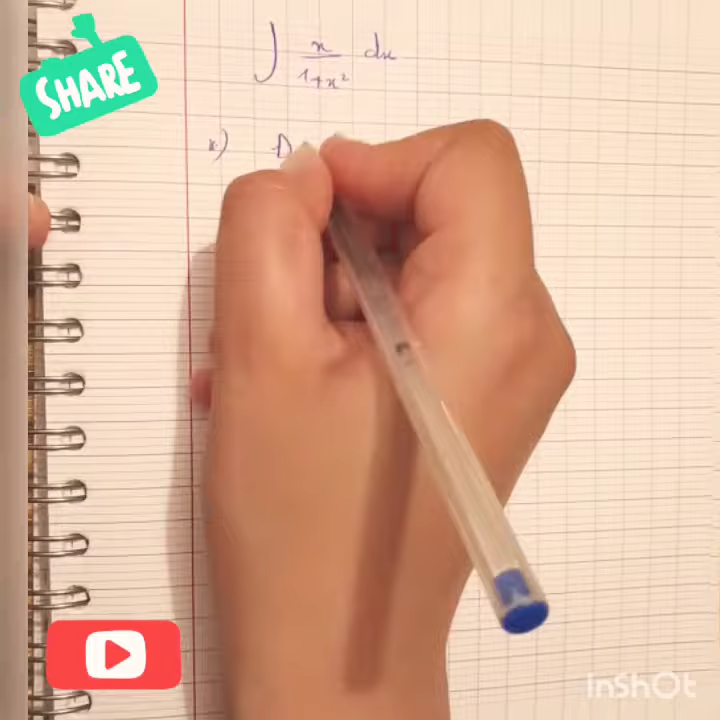 SHARE
∫ x/(1+x²) dx
*) D
InShOt